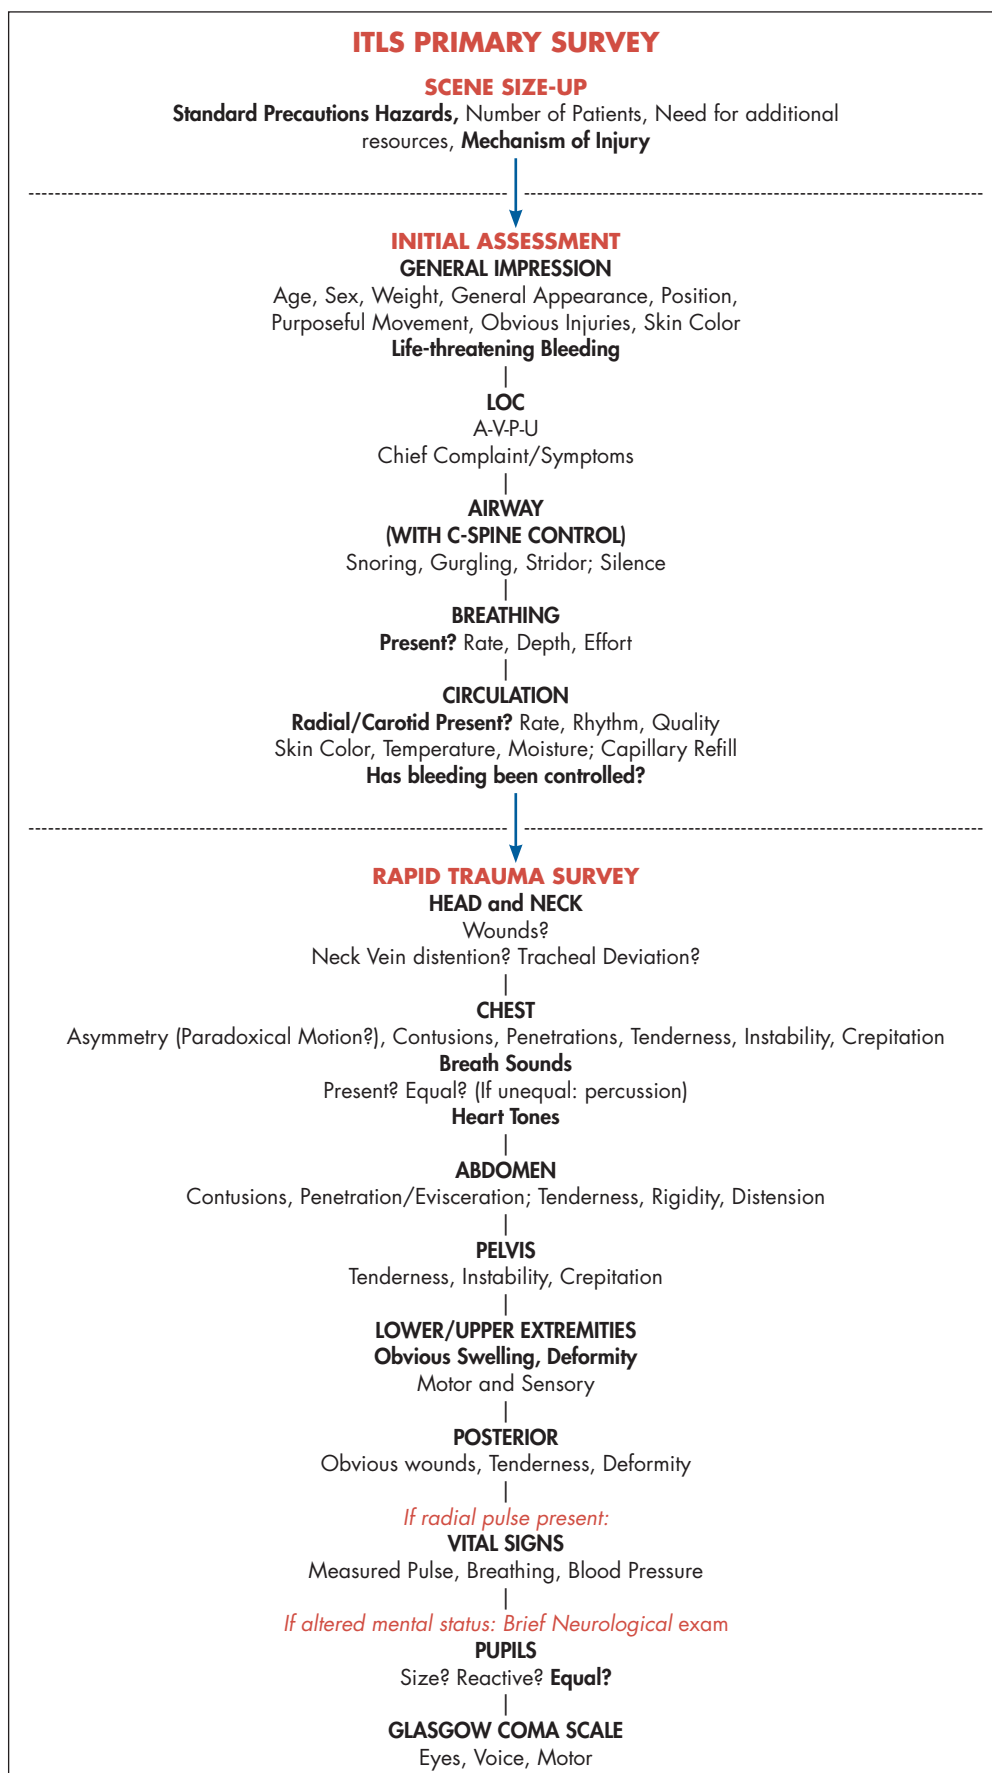 ITLS PRIMARY SURVEY
SCENE SIZE-UP
Standard Precautions Hazards, Number of Patients, Need for additional
resources, Mechanism of Injury
INITIAL ASSESSMENT
GENERAL IMPRESSION
Age, Sex, Weight, General Appearance, Position,
Purposeful Movement, Obvious Injuries, Skin Color
Life-threatening Bleeding
LOC
A-V-P-U
Chief Complaint/Symptoms
AIRWAY
(WITH C-SPINE CONTROL)
Snoring, Gurgling, Stridor; Silence
BREATHING
Present? Rate, Depth, Effort
CIRCULATION
Radial/Carotid Present? Rate, Rhythm, Quality
Skin Color, Temperature, Moisture; Capillary Refill
Has bleeding been controlled?
RAPID TRAUMA SURVEY
HEAD and NECK
Wounds?
Neck Vein distention? Tracheal Deviation?
CHEST
Asymmetry (Paradoxical Motion?), Contusions, Penetrations, Tenderness, Instability, Crepitation
Breath Sounds
Present? Equal? (If unequal: percussion)
Heart Tones
ABDOMEN
Contusions, Penetration/Evisceration; Tenderness, Rigidity, Distension
PELVIS
Tenderness, Instability, Crepitation
LOWER/UPPER EXTREMITIES
Obvious Swelling, Deformity
Motor and Sensory
POSTERIOR
Obvious wounds, Tenderness, Deformity
If radial pulse present:
VITAL SIGNS
Measured Pulse, Breathing, Blood Pressure
If altered mental status: Brief Neurological exam
PUPILS
Size? Reactive? Equal?
GLASGOW COMA SCALE
Eyes, Voice, Motor